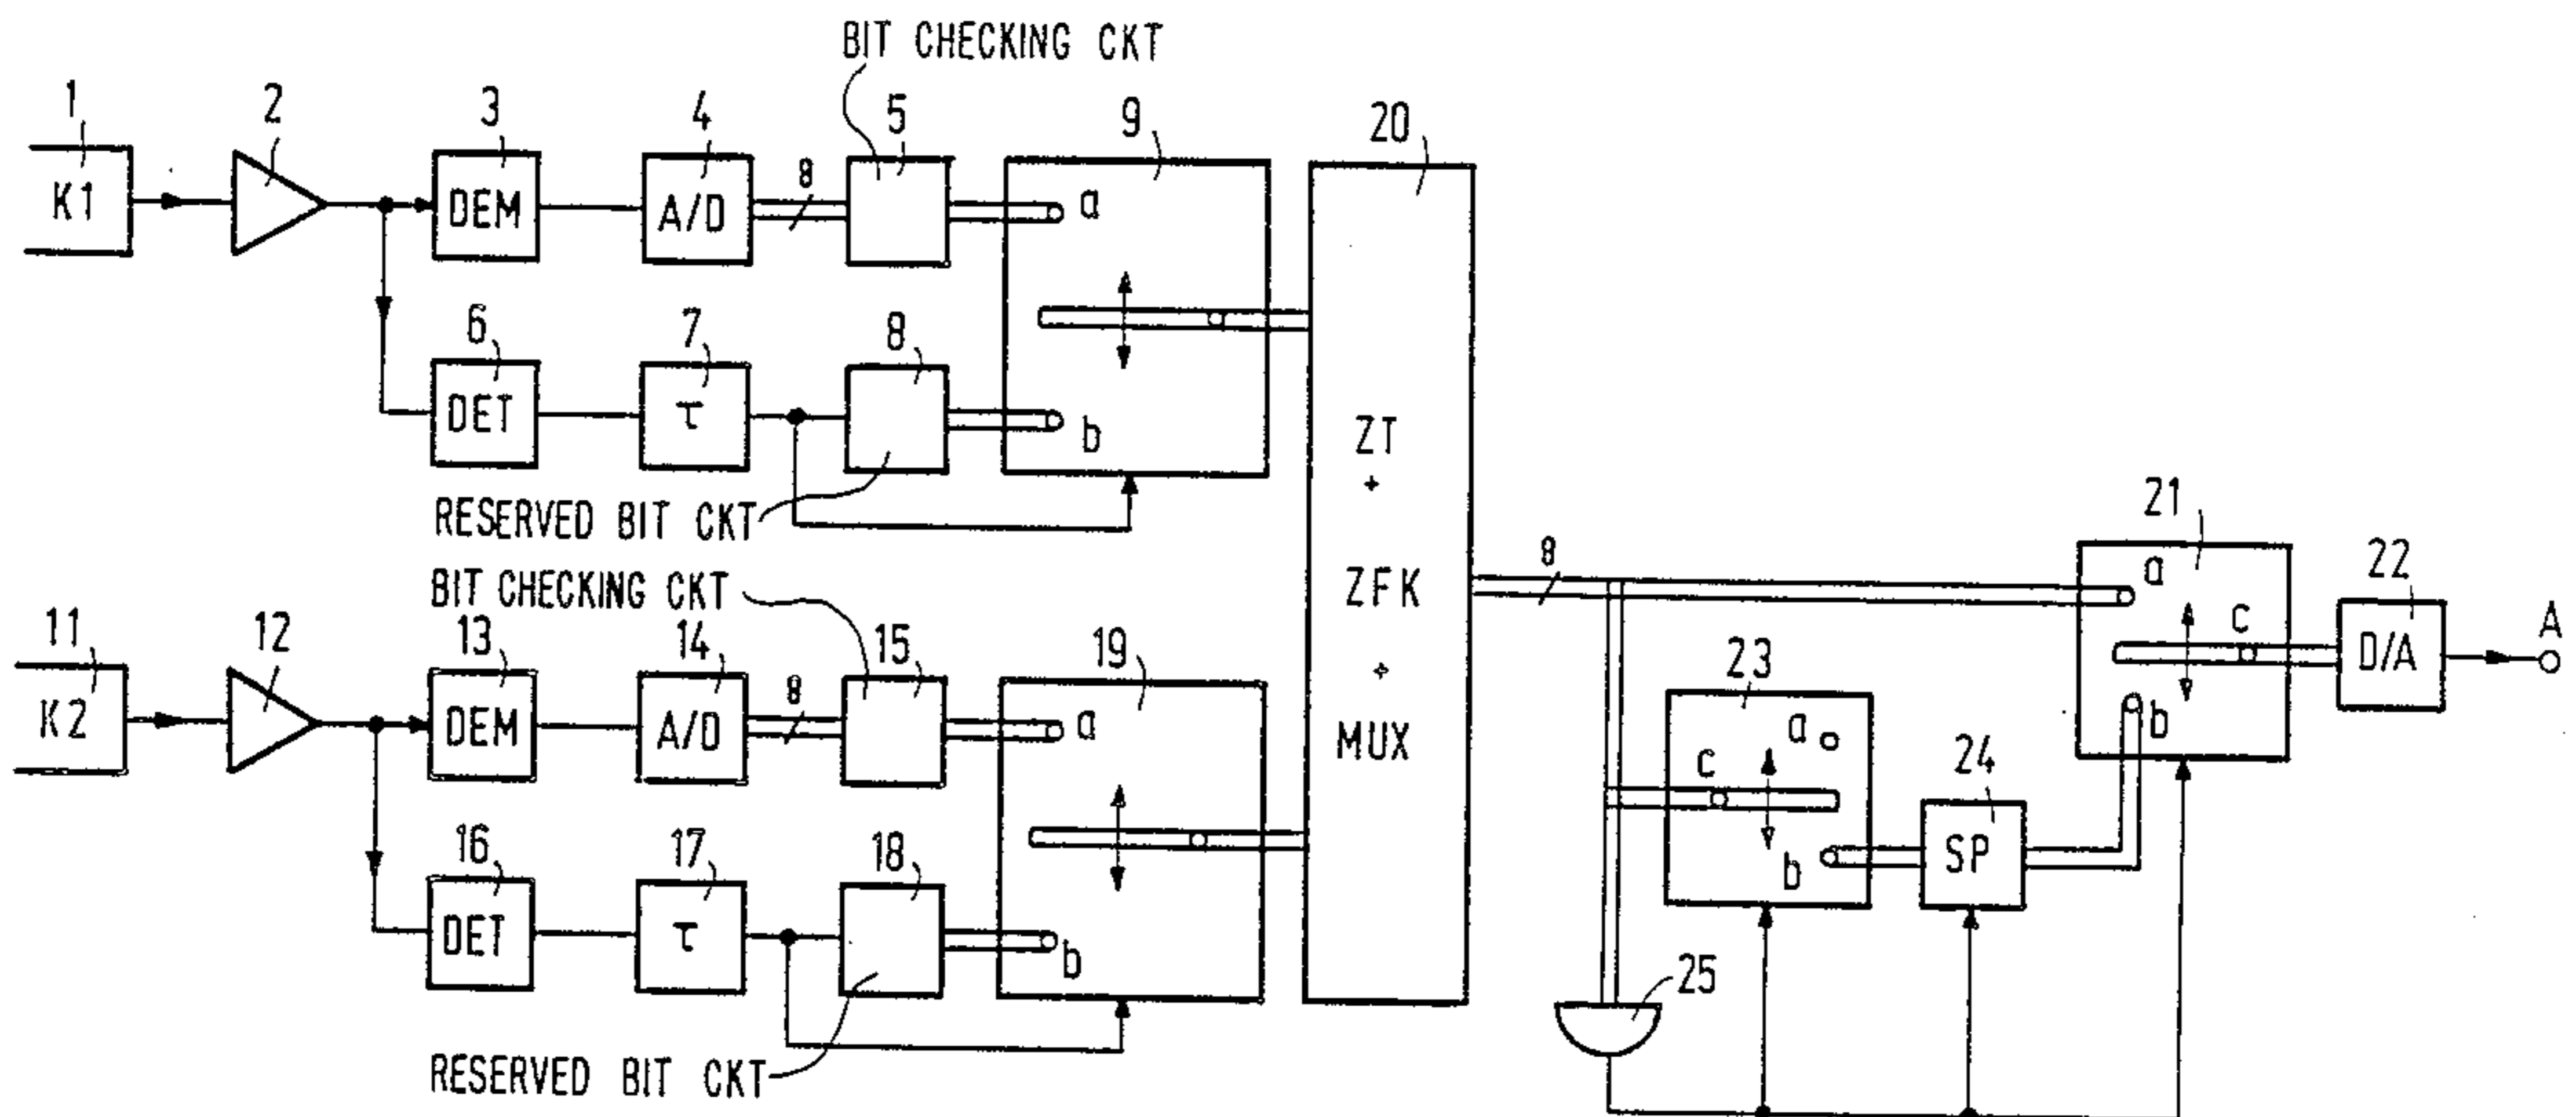 BIT CHECKING CKT
1 2 3 4 5 9 20
K1 DEM A/D 8 a
6 7 8
DET τ b
RESERVED BIT CKT
ZT
+
ZFK
+
MUX
8
21
a
c
b
22
D/A
A
BIT CHECKING CKT
11 12 13 14 15 19
K2 DEM A/D 8 a
16 17 18
DET τ b
RESERVED BIT CKT
23
a
c
b
24
SP
25